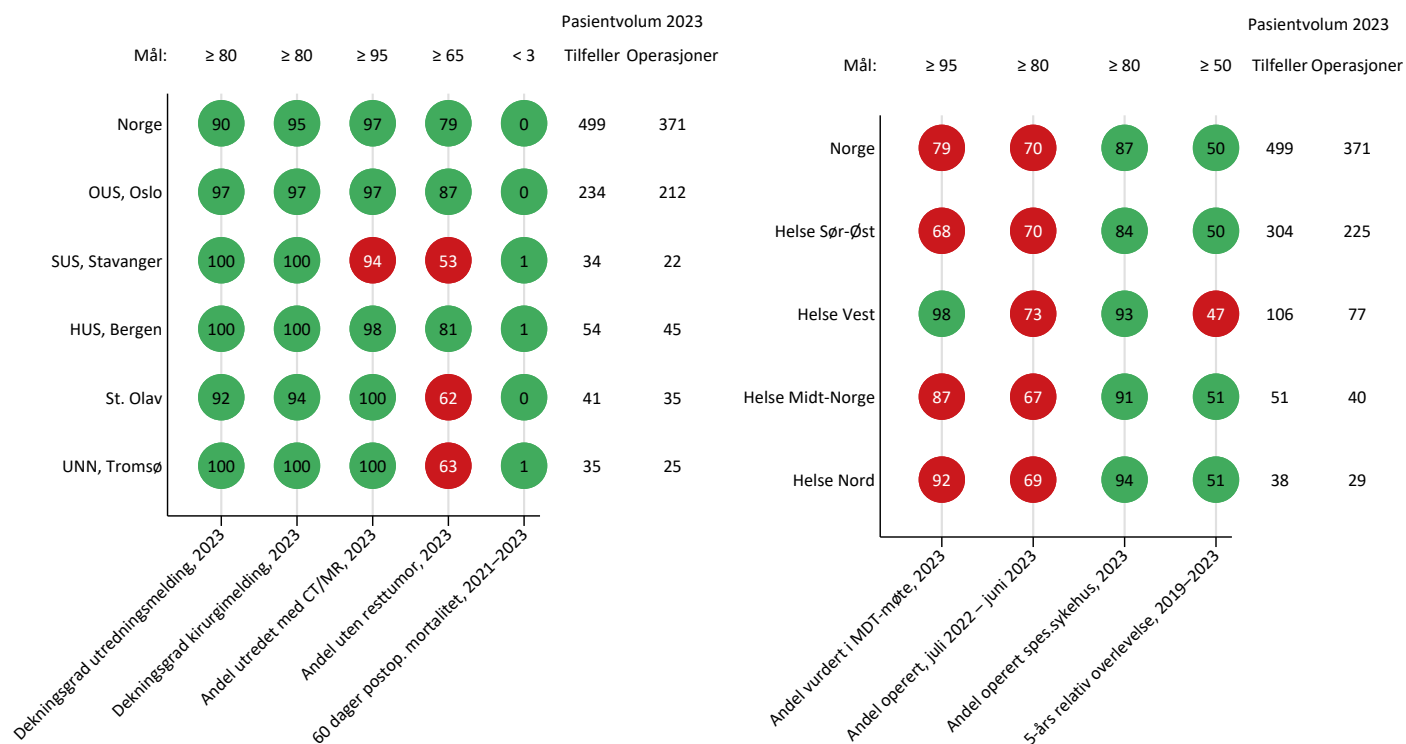 Pasientvolum 2023
Mål: ≥ 80 ≥ 80 ≥ 95 ≥ 65 < 3 Tilfeller Operasjoner
Norge 90 95 97 79 0 499 371
OUS, Oslo 97 97 97 87 0 234 212
SUS, Stavanger 100 100 94 53 1 34 22
HUS, Bergen 100 100 98 81 1 54 45
St. Olav 92 94 100 62 0 41 35
UNN, Tromsø 100 100 100 63 1 35 25
Dekningsgrad utredningsmelding, 2023
Dekningsgrad kirurgimelding, 2023
Andel utredet med CT/MR, 2023
Andel uten resttumor, 2023
60 dager postop. mortalitet, 2021–2023
Pasientvolum 2023
Mål: ≥ 95 ≥ 80 ≥ 80 ≥ 50 Tilfeller Operasjoner
Norge 79 70 87 50 499 371
Helse Sør-Øst 68 70 84 50 304 225
Helse Vest 98 73 93 47 106 77
Helse Midt-Norge 87 67 91 51 51 40
Helse Nord 92 69 94 51 38 29
Andel vurdert i MDT-møte, 2023
Andel operert, juli 2022 – juni 2023
Andel operert spes.sykehus, 2023
5-års relativ overlevelse, 2019–2023